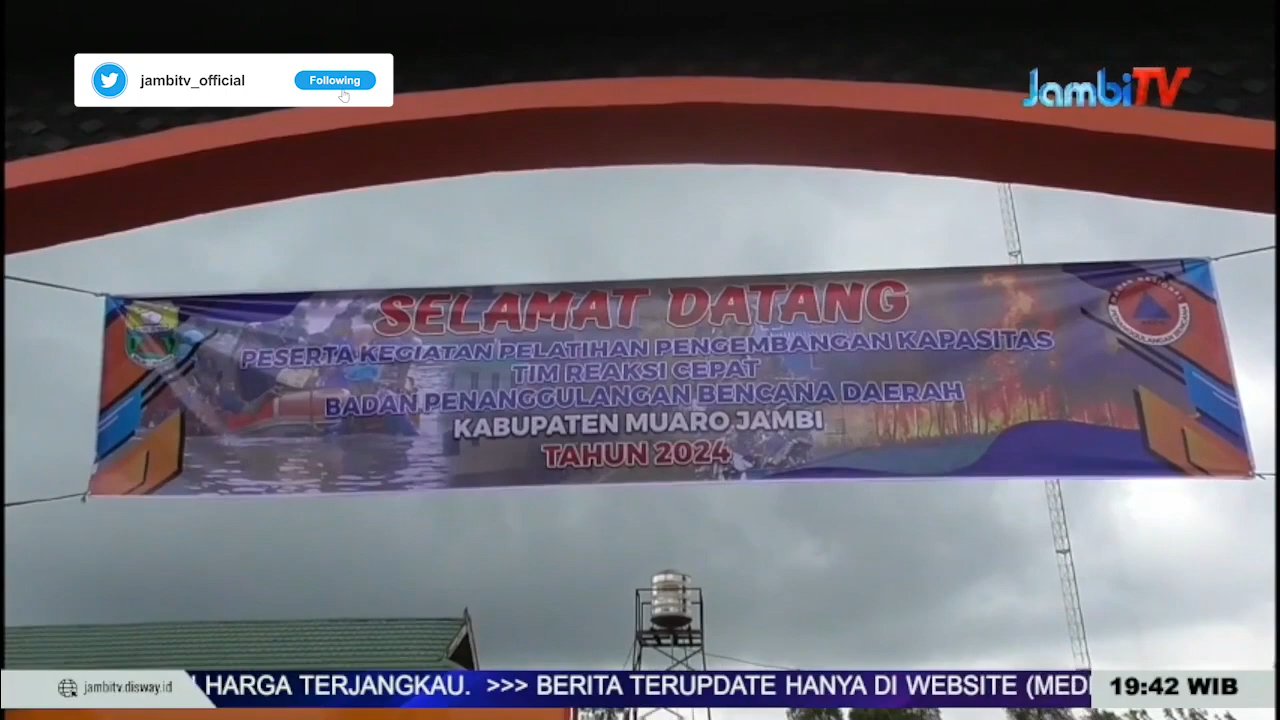 jambitv_official
Following
JambiTV
SELAMAT DATANG
PESERTA KEGIATAN PELATIHAN PENGEMBANGAN KAPASITAS
TIM REAKSI CEPAT
BADAN PENANGGULANGAN BENCANA DAERAH
KABUPATEN MUARO JAMBI
TAHUN 2024
jambitv.disway.id
HARGA TERJANGKAU. >>> BERITA TERUPDATE HANYA DI WEBSITE (MEDI
19:42 WIB